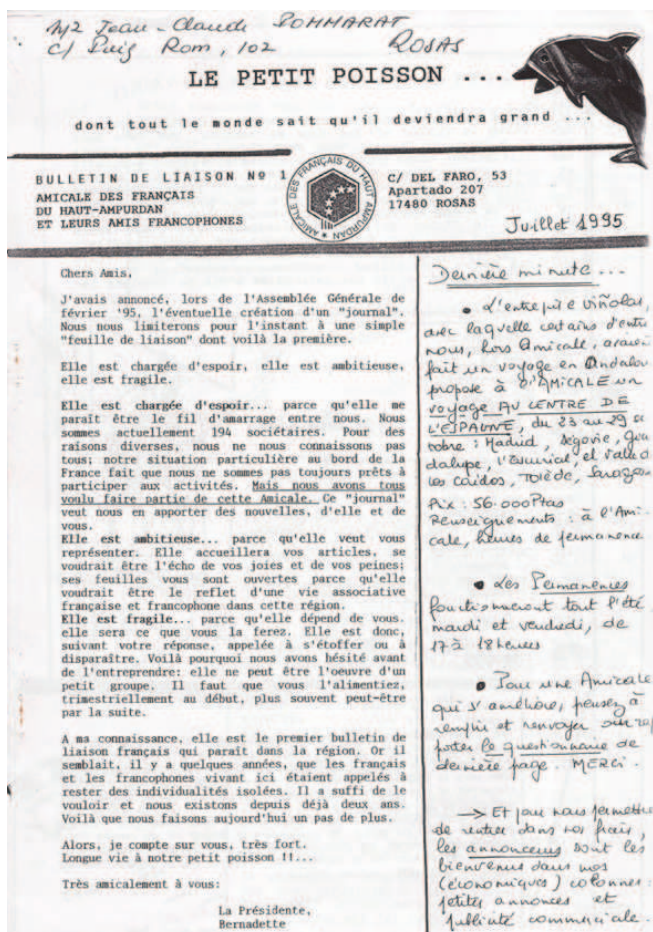 Mr Jean-Claude POMMARAT
C/ Puig Rom, 102 ROSAS
LE PETIT POISSON ...
dont tout le monde sait qu'il deviendra grand ...
BULLETIN DE LIAISON Nº 1
AMICALE DES FRANÇAIS
DU HAUT-AMPURDAN
ET LEURS AMIS FRANCOPHONES
AMICALE DES FRANÇAIS DU HAUT AMPURDAN
C/ DEL FARO, 53
Apartado 207
17480 ROSAS
Juillet 1995
Chers Amis,
J'avais annoncé, lors de l'Assemblée Générale de
février '95, l'éventuelle création d'un "journal".
Nous nous limiterons pour l'instant à une simple
"feuille de liaison" dont voilà la première.
Elle est chargée d'espoir, elle est ambitieuse,
elle est fragile.
Elle est chargée d'espoir... parce qu'elle me
paraît être le fil d'amarrage entre nous. Nous
sommes actuellement 194 sociétaires. Pour des
raisons diverses, nous ne nous connaissons pas
tous; notre situation particulière au bord de la
France fait que nous ne sommes pas toujours prêts à
participer aux activités. Mais nous avons tous
voulu faire partie de cette Amicale. Ce "journal"
veut nous en apporter des nouvelles, d'elle et de
vous.
Elle est ambitieuse... parce qu'elle veut vous
représenter. Elle accueillera vos articles, se
voudrait être l'écho de vos joies et de vos peines;
ses feuilles vous sont ouvertes parce qu'elle
voudrait être le reflet d'une vie associative
française et francophone dans cette région.
Elle est fragile... parce qu'elle dépend de vous.
elle sera ce que vous la ferez. Elle est donc,
suivant votre réponse, appelée à s'étoffer ou à
disparaître. Voilà pourquoi nous avons hésité avant
de l'entreprendre: elle ne peut être l'oeuvre d'un
petit groupe. Il faut que vous l'alimentiez,
trimestriellement au début, plus souvent peut-être
par la suite.
A ma connaissance, elle est le premier bulletin de
liaison français qui paraît dans la région. Or il
semblait, il y a quelques années, que les français
et les francophones vivant ici étaient appelés à
rester des individualités isolées. Il a suffi de le
vouloir et nous existons depuis déjà deux ans.
Voilà que nous faisons aujourd'hui un pas de plus.
Alors, je compte sur vous, très fort.
Longue vie à notre petit poisson !!...
Très amicalement à vous:
La Présidente,
Bernadette
Dernière minute ...
• L'entreprise Viñolas,
avec laquelle certains d'entre
nous, hors Amicale, avaient
fait un voyage en Andalou
propose à l'AMICALE un
voyage AU CENTRE DE
L'ESPAGNE, du 23 au 29 o
tobre : Madrid, Segovie, Gua
dalupe, l'Escurial, el Valle d
los caidos, Tolède, Saragosse
Prix : 56.000 Ptas
Renseignements : à l'Ami-
cale, heures de permanence
• Les Permanences
fonctionneront tout l'été
mardi et vendredi, de
17 à 18 heures
• Pour une Amicale
qui s'améliore, pensez à
remplir et renvoyer ou rap
porter le questionnaire de
dernière page. MERCI.
→ Et pour nous permettre
de rentrer dans nos frais,
les annonceurs sont les
bienvenus dans nos
(économiques) colonnes:
petites annonces et
publicité commerciale.